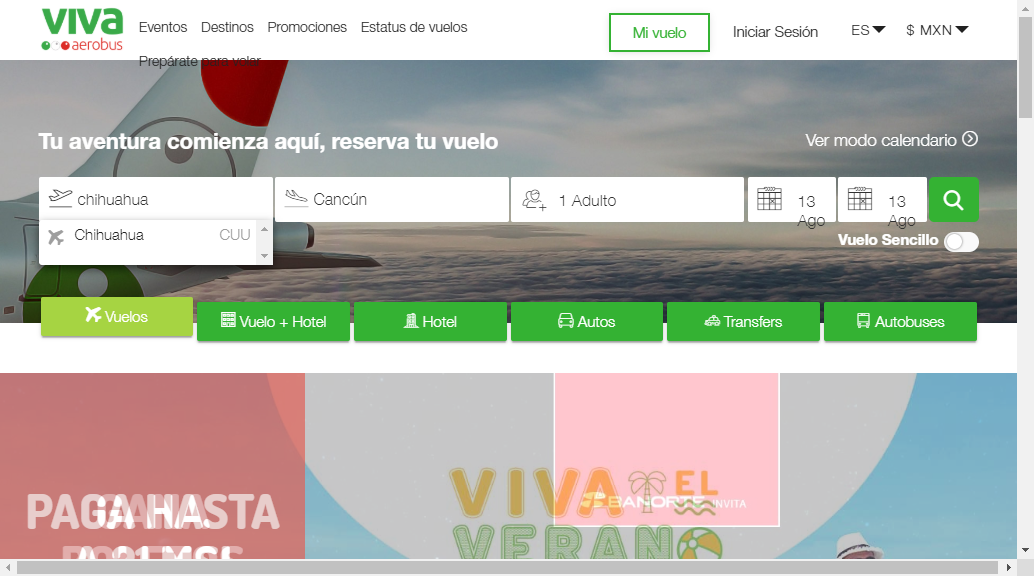 viva
aerobus
Eventos Destinos Promociones Estatus de vuelos
Prepárate para volar
Mi vuelo
Iniciar Sesión
ES
$ MXN
Tu aventura comienza aquí, reserva tu vuelo
Ver modo calendario
chihuahua
Cancún
1 Adulto
13
Ago
13
Ago
Chihuahua CUU
Vuelo Sencillo
Vuelos
Vuelo + Hotel
Hotel
Autos
Transfers
Autobuses
HASTA
VIVA EL
BANORTE INVITA
VERANO